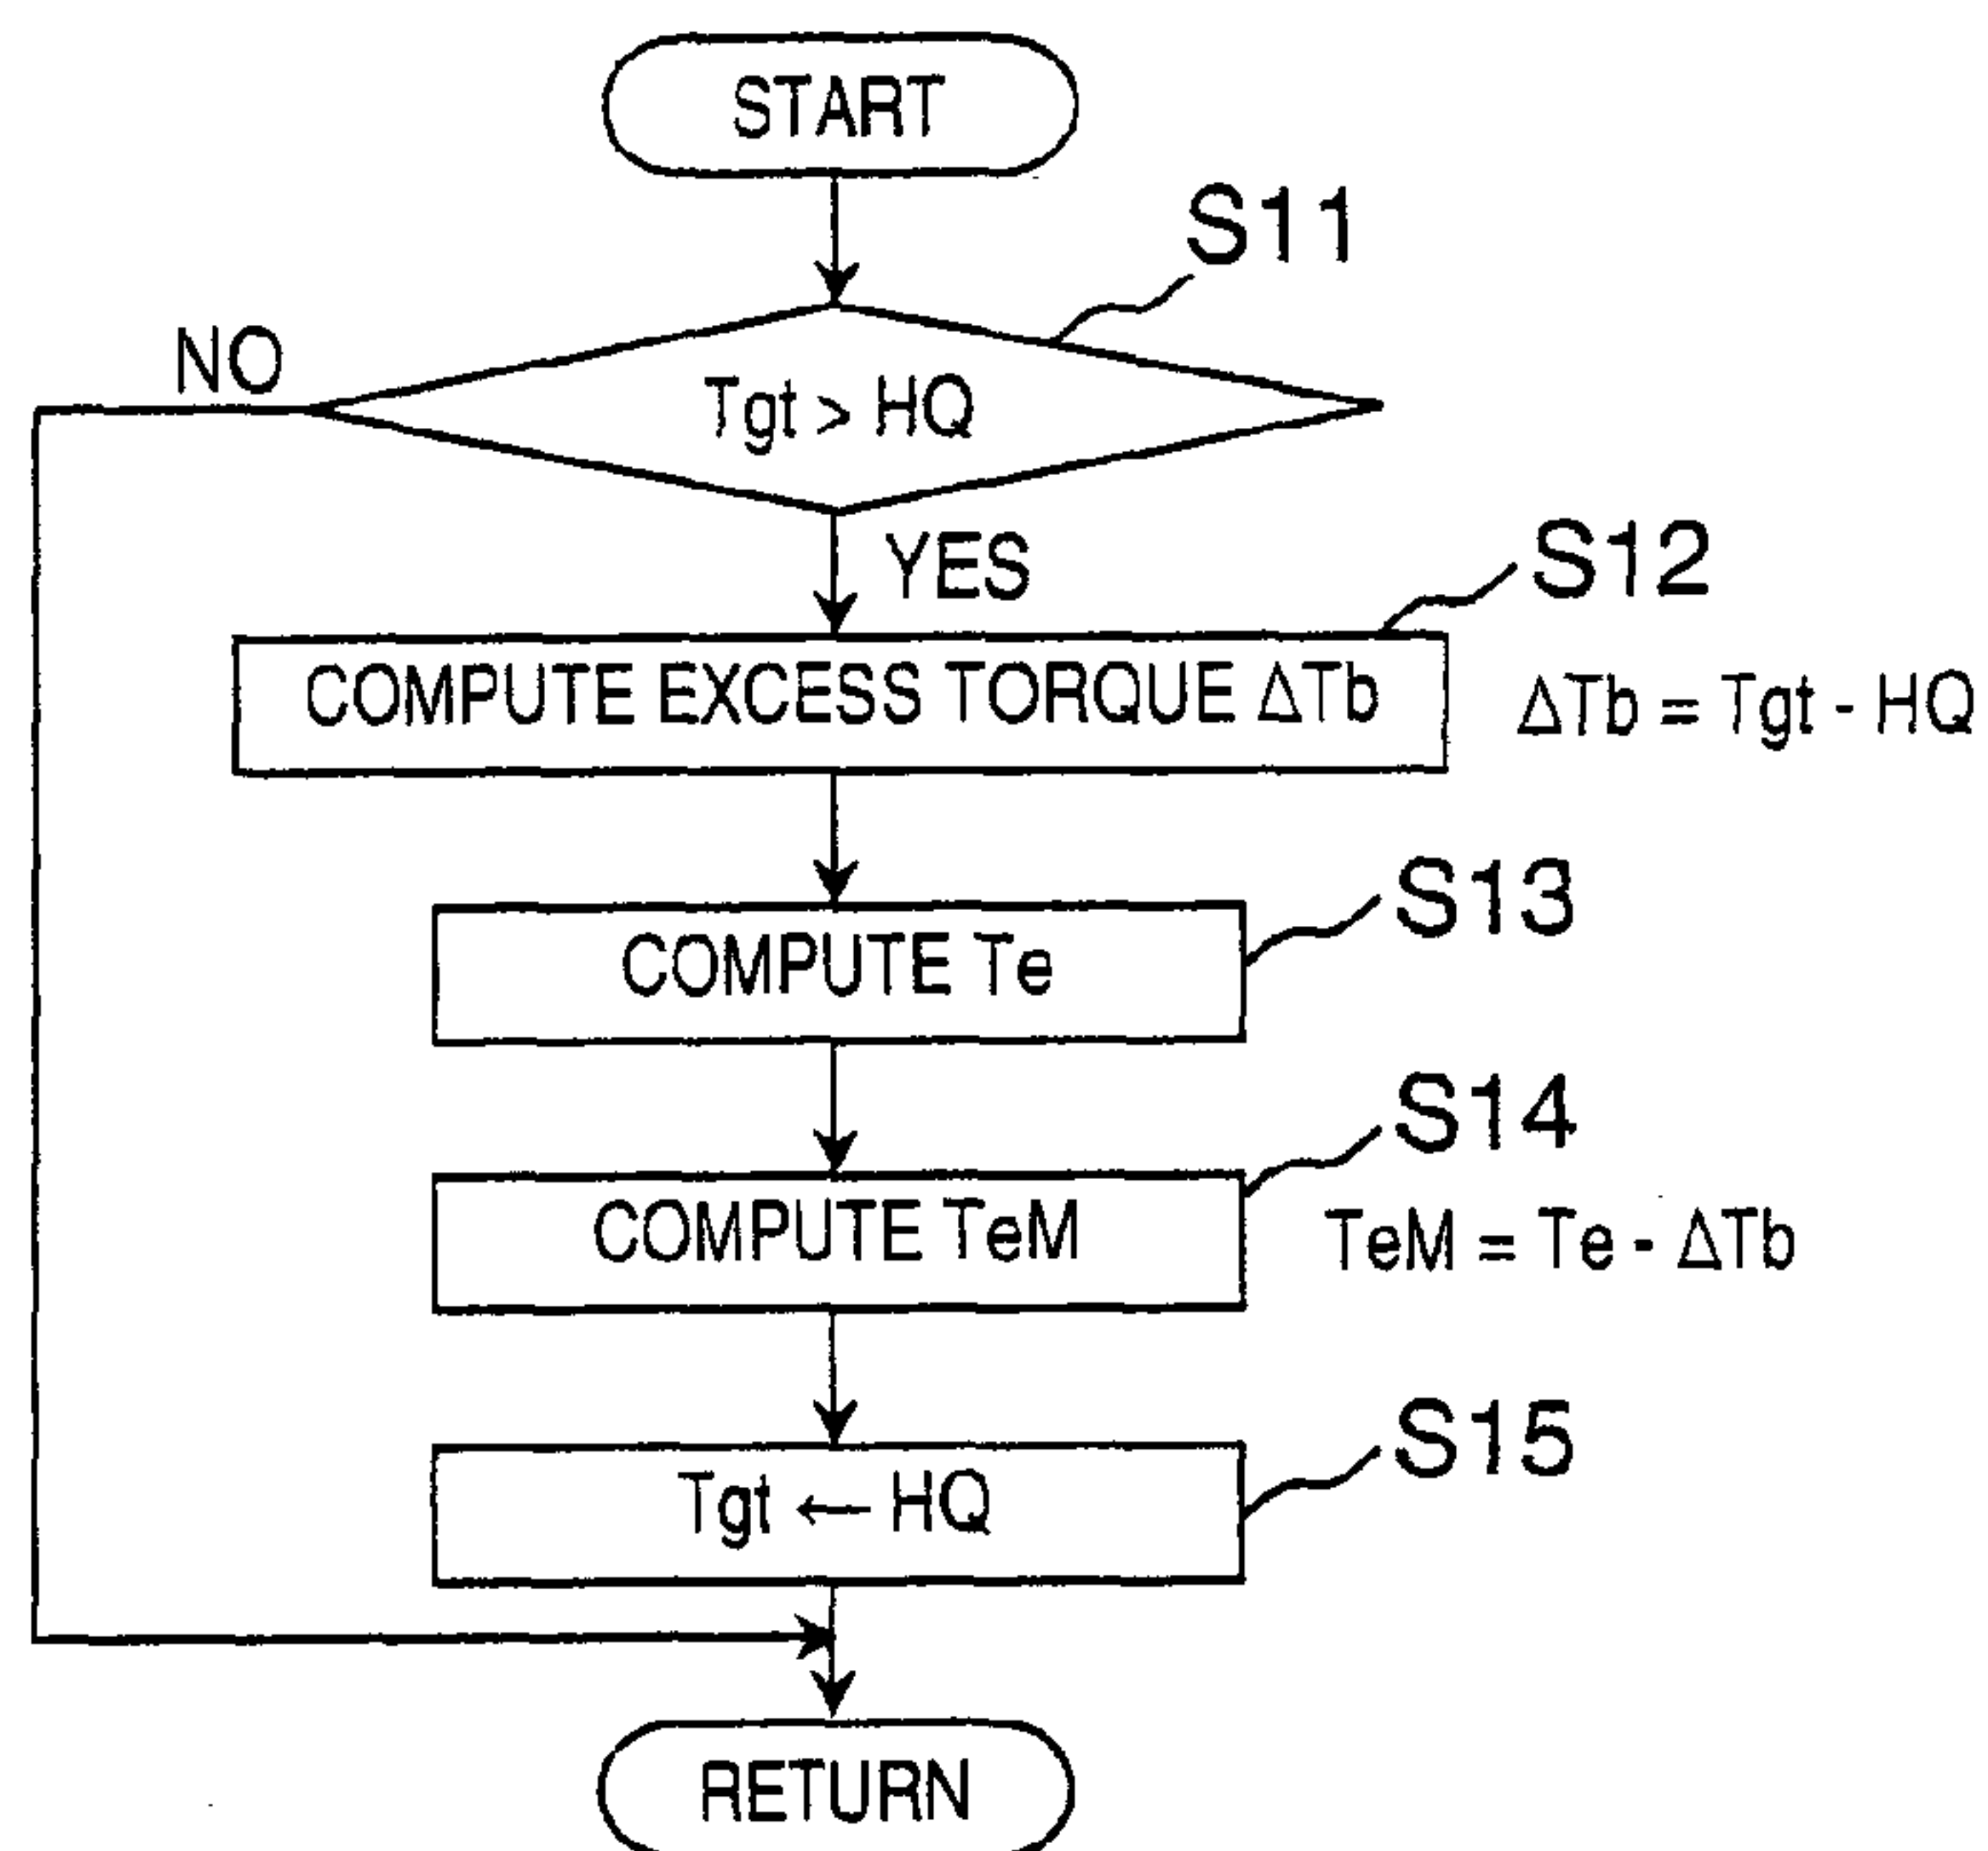 START
S11
NO
Tgt > HQ
YES
S12
COMPUTE EXCESS TORQUE ΔTb
ΔTb = Tgt - HQ
S13
COMPUTE Te
S14
COMPUTE TeM
TeM = Te - ΔTb
S15
Tgt ← HQ
RETURN